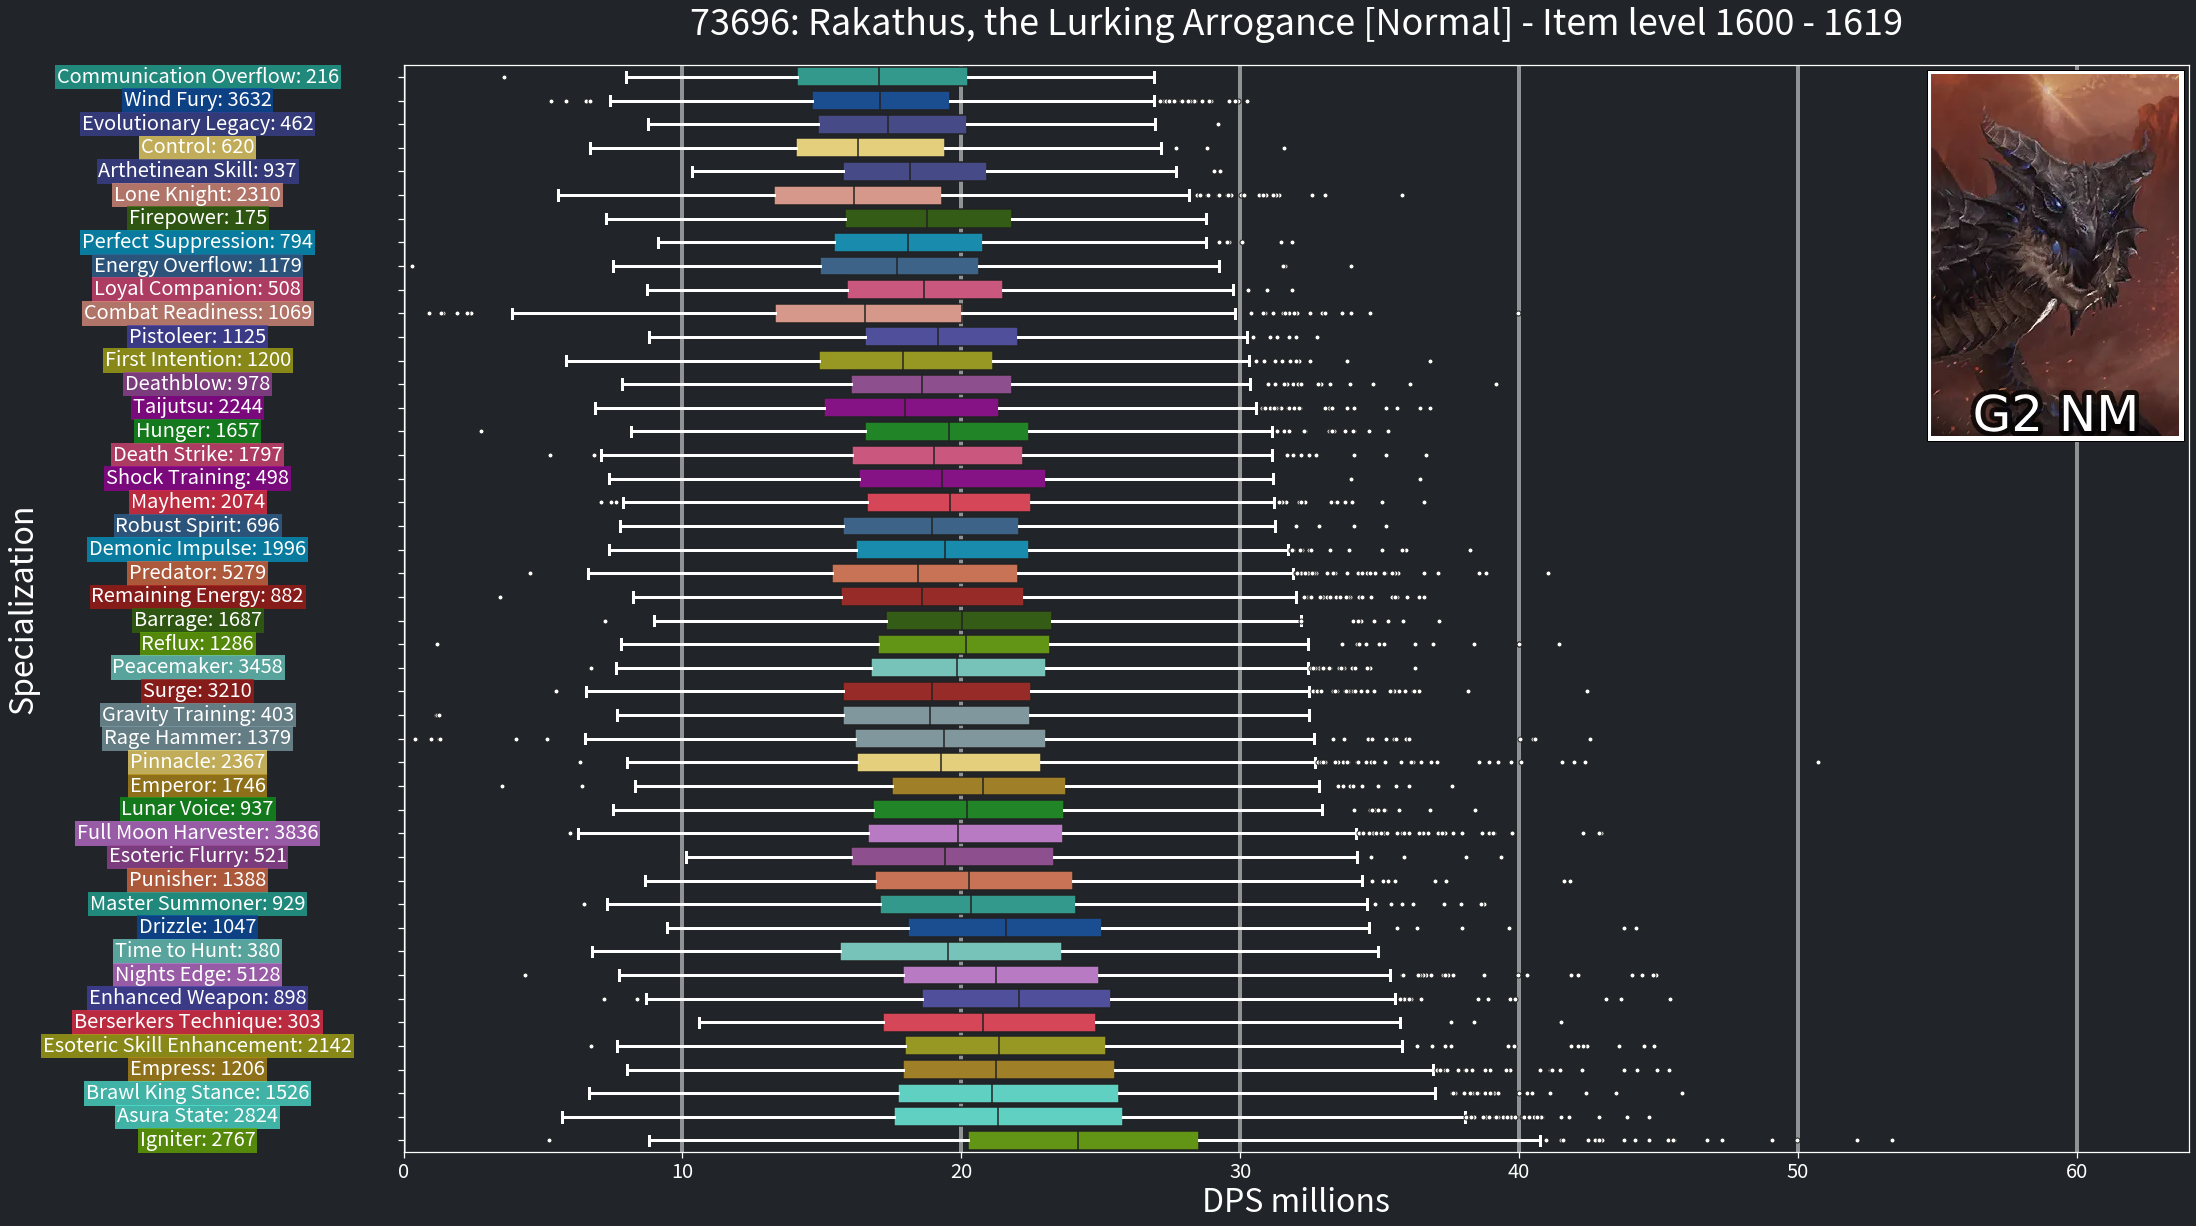 73696: Rakathus, the Lurking Arrogance [Normal] - Item level 1600 - 1619
Communication Overflow: 216
Wind Fury: 3632
Evolutionary Legacy: 462
Control: 620
Arthetinean Skill: 937
Lone Knight: 2310
Firepower: 175
Perfect Suppression: 794
Energy Overflow: 1179
Loyal Companion: 508
Combat Readiness: 1069
Pistoleer: 1125
First Intention: 1200
Deathblow: 978
Taijutsu: 2244
Hunger: 1657
Death Strike: 1797
Shock Training: 498
Mayhem: 2074
Robust Spirit: 696
Demonic Impulse: 1996
Predator: 5279
Remaining Energy: 882
Barrage: 1687
Reflux: 1286
Peacemaker: 3458
Surge: 3210
Gravity Training: 403
Rage Hammer: 1379
Pinnacle: 2367
Emperor: 1746
Lunar Voice: 937
Full Moon Harvester: 3836
Esoteric Flurry: 521
Punisher: 1388
Master Summoner: 929
Drizzle: 1047
Time to Hunt: 380
Nights Edge: 5128
Enhanced Weapon: 898
Berserkers Technique: 303
Esoteric Skill Enhancement: 2142
Empress: 1206
Brawl King Stance: 1526
Asura State: 2824
Igniter: 2767
Specialization
G2 NM
0 10 20 30 40 50 60
DPS millions